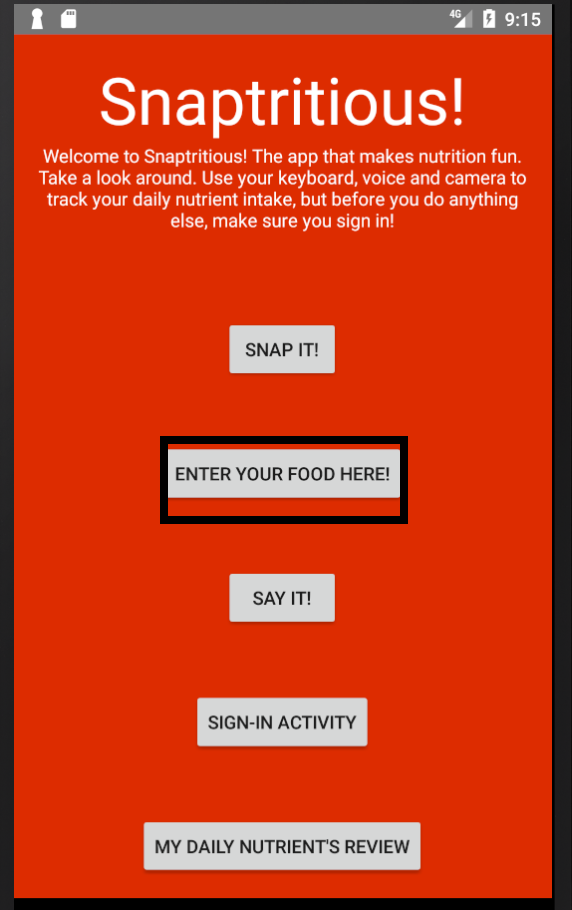 4G 9:15
Snaptritious!
Welcome to Snaptritious! The app that makes nutrition fun.
Take a look around. Use your keyboard, voice and camera to
track your daily nutrient intake, but before you do anything
else, make sure you sign in!
SNAP IT!
ENTER YOUR FOOD HERE!
SAY IT!
SIGN-IN ACTIVITY
MY DAILY NUTRIENT'S REVIEW